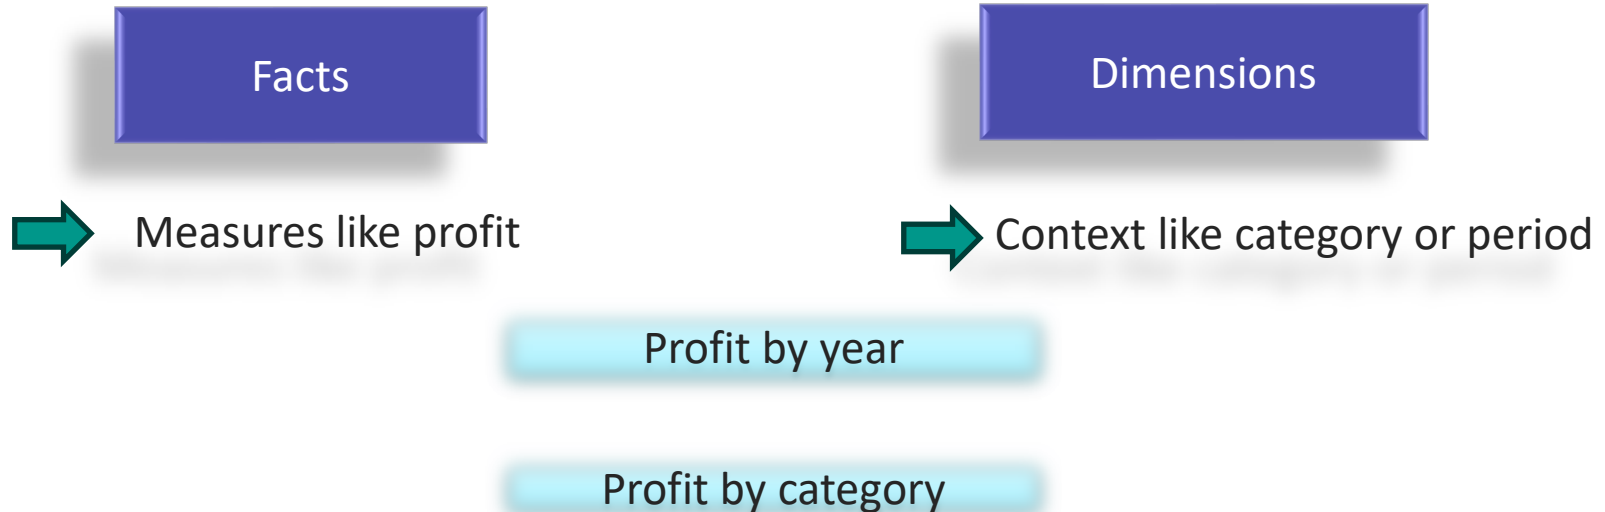 Facts
Dimensions
Measures like profit
Context like category or period
Profit by year
Profit by category